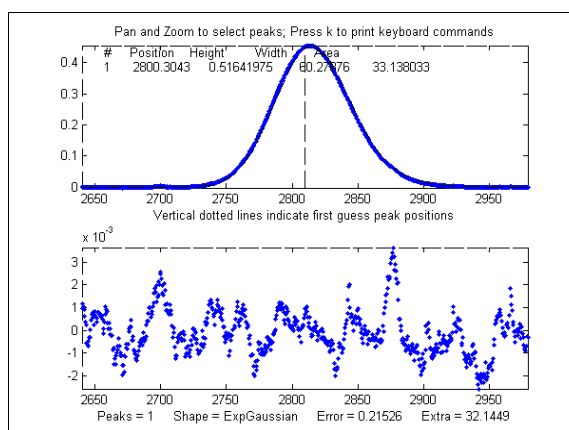 Pan and Zoom to select peaks; Press k to print keyboard commands
# Position Height Width Area
1 2800.3043 0.51641975 33.138033
0.4
0.3
0.2
0.1
0
2650 2700 2750 2800 2850 2900 2950
Vertical dotted lines indicate first guess peak positions
x 10-3
3
2
1
0
-1
-2
2650 2700 2750 2800 2850 2900 2950
Peaks = 1 Shape = ExpGaussian Error = 0.21526 Extra = 32.1449